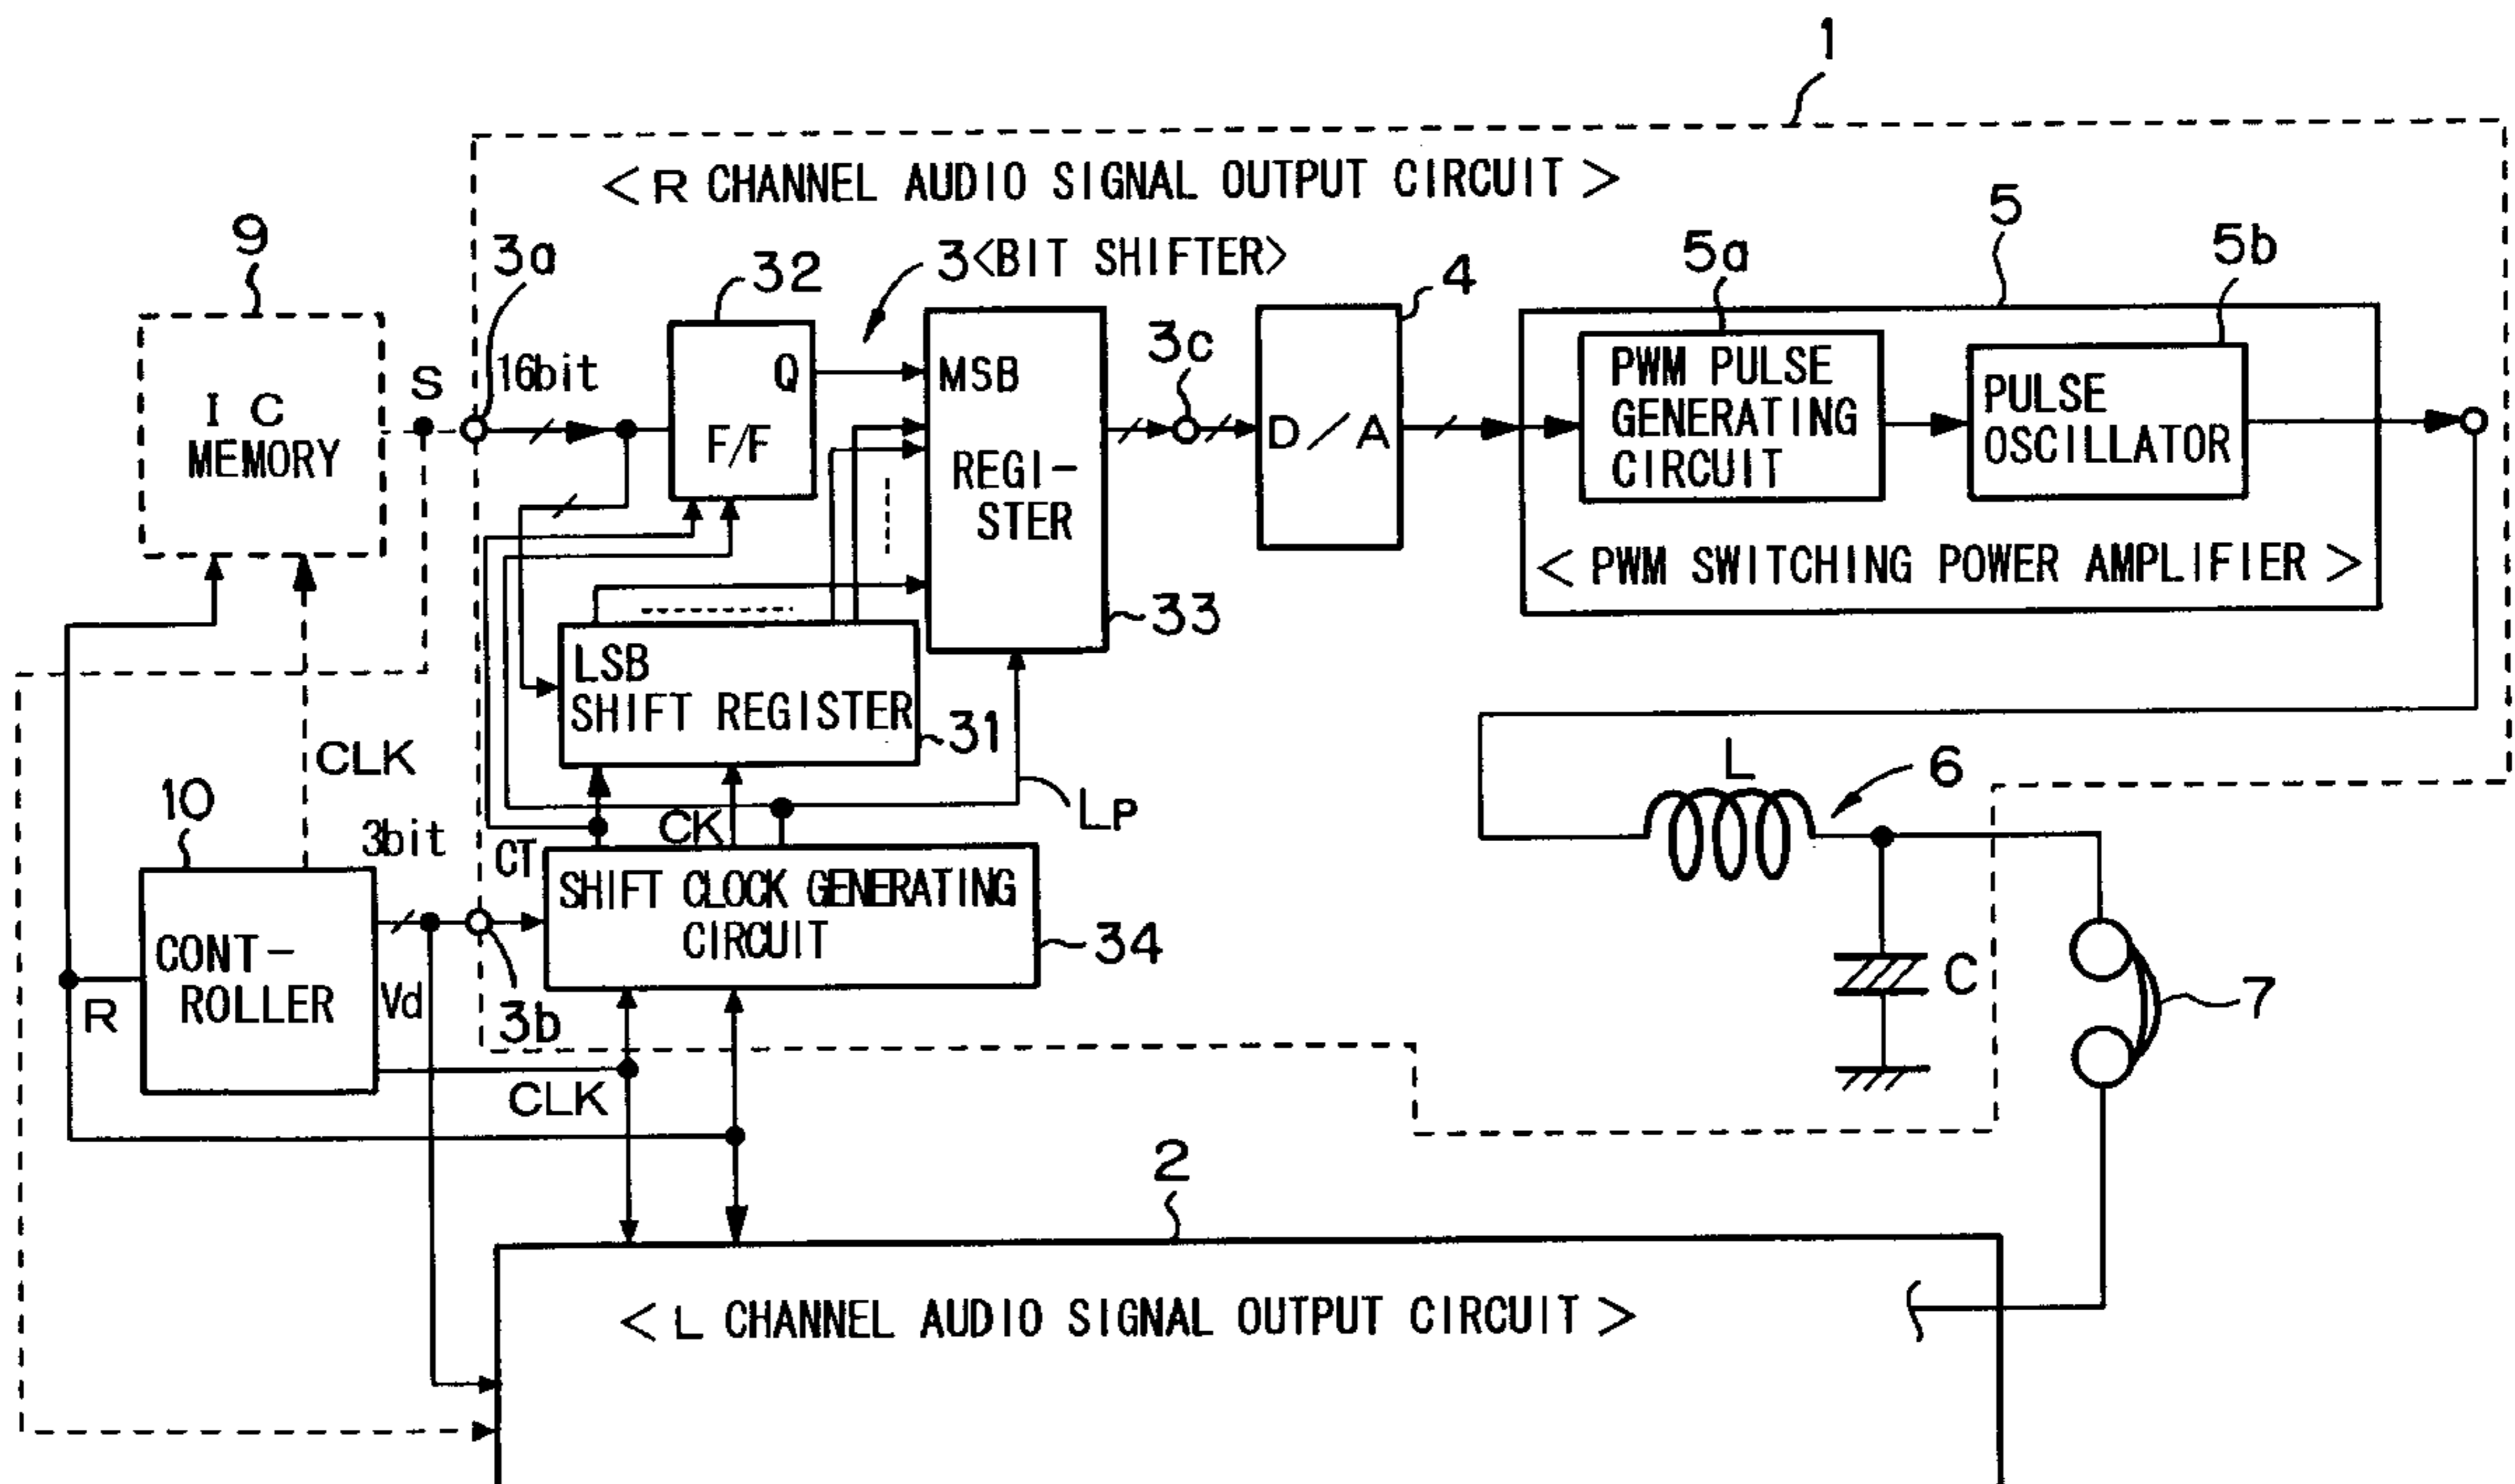 1
< R CHANNEL AUDIO SIGNAL OUTPUT CIRCUIT >
9
3a
32
3 <BIT SHIFTER>
4
5
5a
5b
I C
MEMORY
S
16bit
Q
F/F
MSB
REGI-
STER
3c
D/A
PWM PULSE
GENERATING
CIRCUIT
PULSE
OSCILLATOR
< PWM SWITCHING POWER AMPLIFIER >
33
LSB
SHIFT REGISTER
31
CLK
LP
L
6
10
3bit
CT
CK
SHIFT CLOCK GENERATING
CIRCUIT
34
CONT-
ROLLER
R
Vd
3b
C
7
CLK
2
< L CHANNEL AUDIO SIGNAL OUTPUT CIRCUIT >